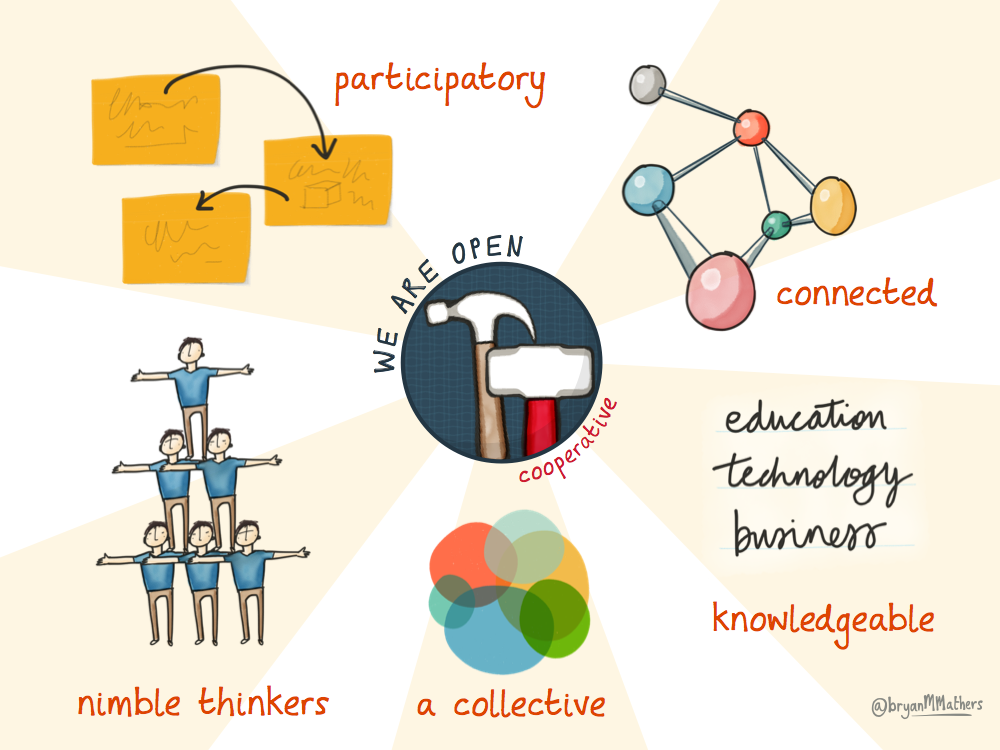 participatory
WE ARE OPEN
cooperative
connected
education
technology
business
knowledgeable
nimble thinkers
a collective
@bryanMMathers